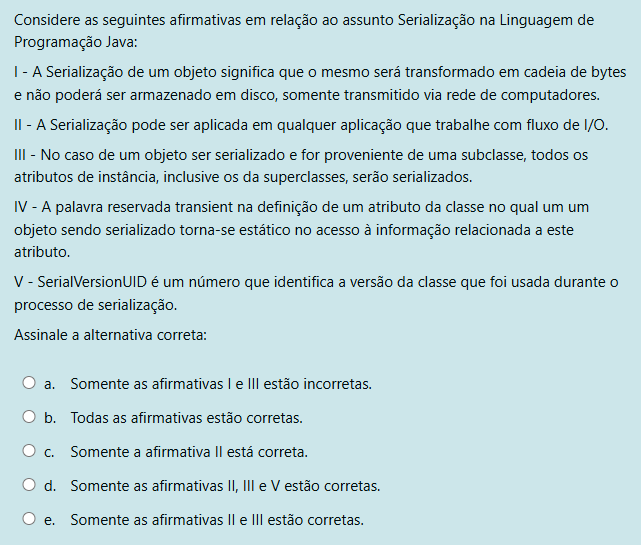 Considere as seguintes afirmativas em relação ao assunto Serialização na Linguagem de
Programação Java:
I - A Serialização de um objeto significa que o mesmo será transformado em cadeia de bytes
e não poderá ser armazenado em disco, somente transmitido via rede de computadores.
II - A Serialização pode ser aplicada em qualquer aplicação que trabalhe com fluxo de I/O.
III - No caso de um objeto ser serializado e for proveniente de uma subclasse, todos os
atributos de instância, inclusive os da superclasses, serão serializados.
IV - A palavra reservada transient na definição de um atributo da classe no qual um um
objeto sendo serializado torna-se estático no acesso à informação relacionada a este
atributo.
V - SerialVersionUID é um número que identifica a versão da classe que foi usada durante o
processo de serialização.
Assinale a alternativa correta:
a. Somente as afirmativas I e III estão incorretas.
b. Todas as afirmativas estão corretas.
c. Somente a afirmativa II está correta.
d. Somente as afirmativas II, III e V estão corretas.
e. Somente as afirmativas II e III estão corretas.